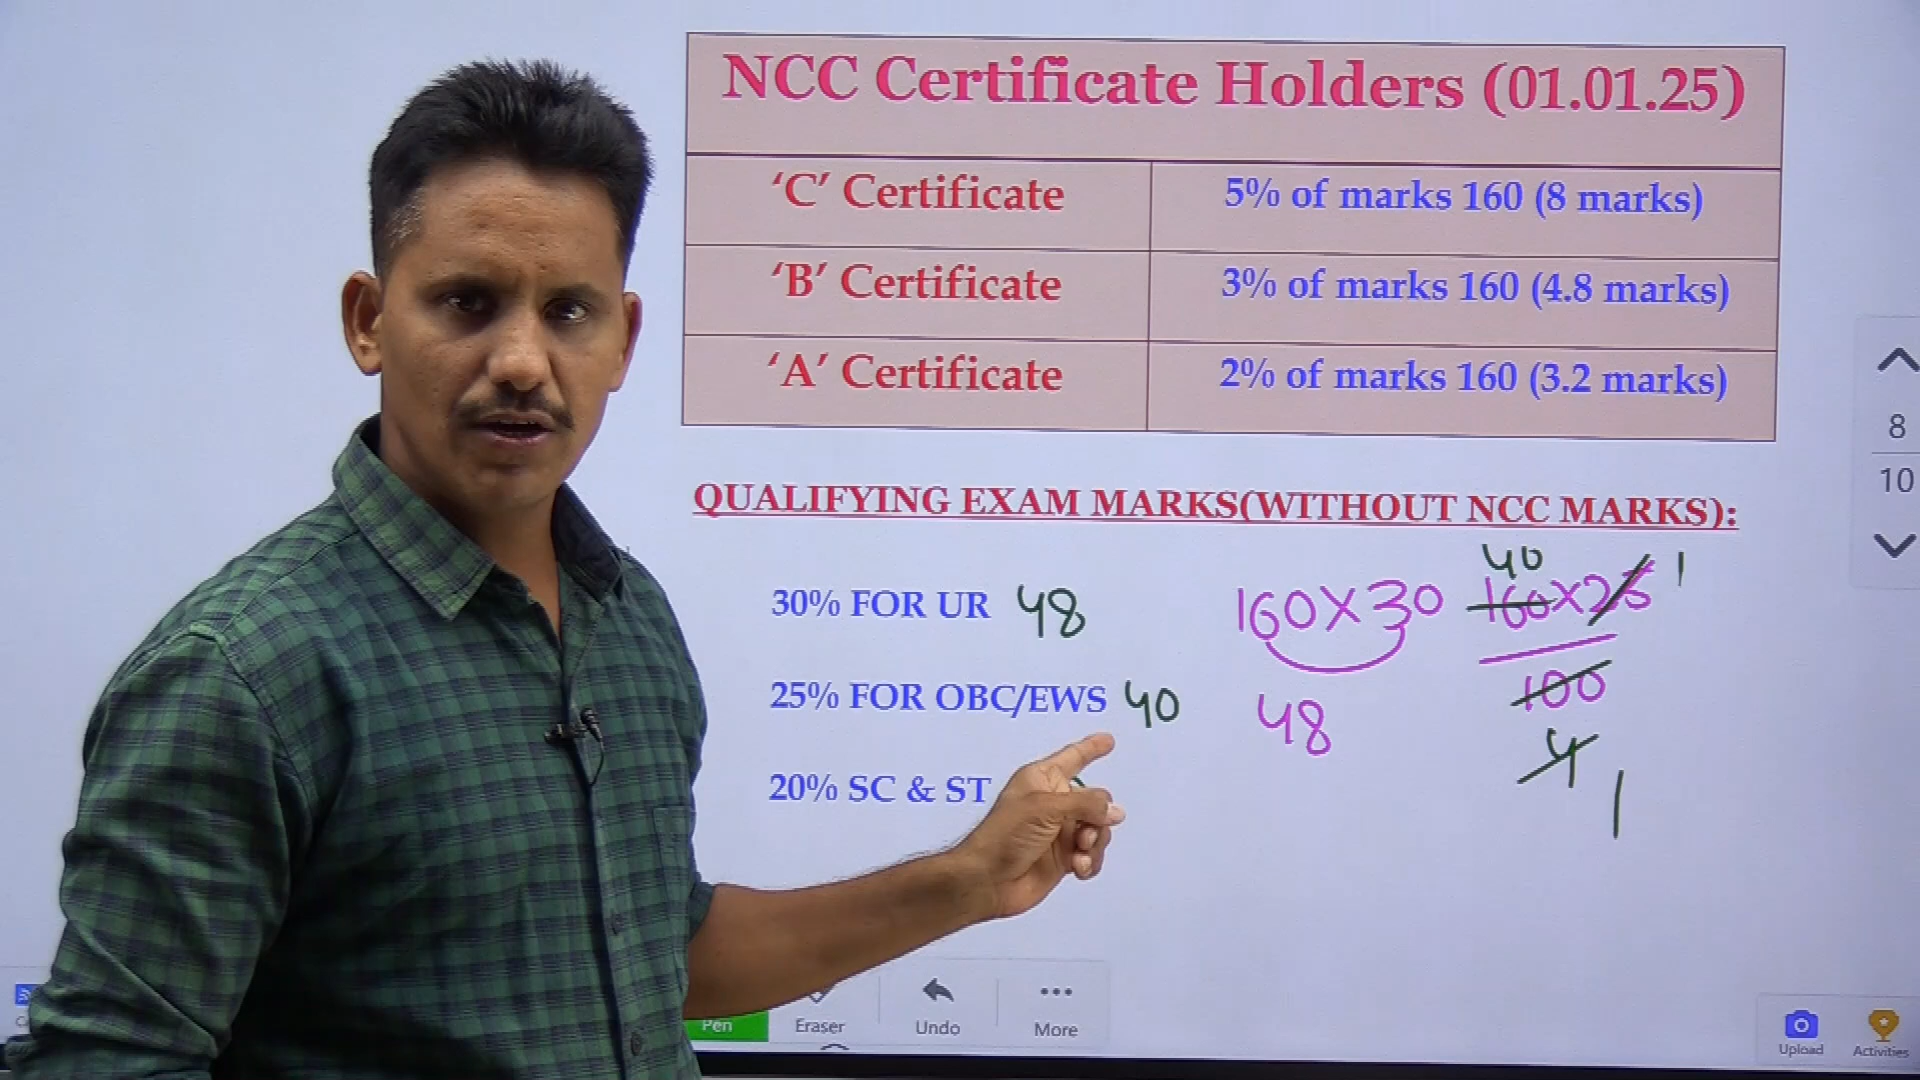 NCC Certificate Holders (01.01.25)
‘C’ Certificate 5% of marks 160 (8 marks)
‘B’ Certificate 3% of marks 160 (4.8 marks)
‘A’ Certificate 2% of marks 160 (3.2 marks)
8
10
QUALIFYING EXAM MARKS(WITHOUT NCC MARKS):
40 1
30% FOR UR 48 160X30 160X25
100
25% FOR OBC/EWS 40 48
4
20% SC & ST 1
Pen Eraser Undo More Upload Activities